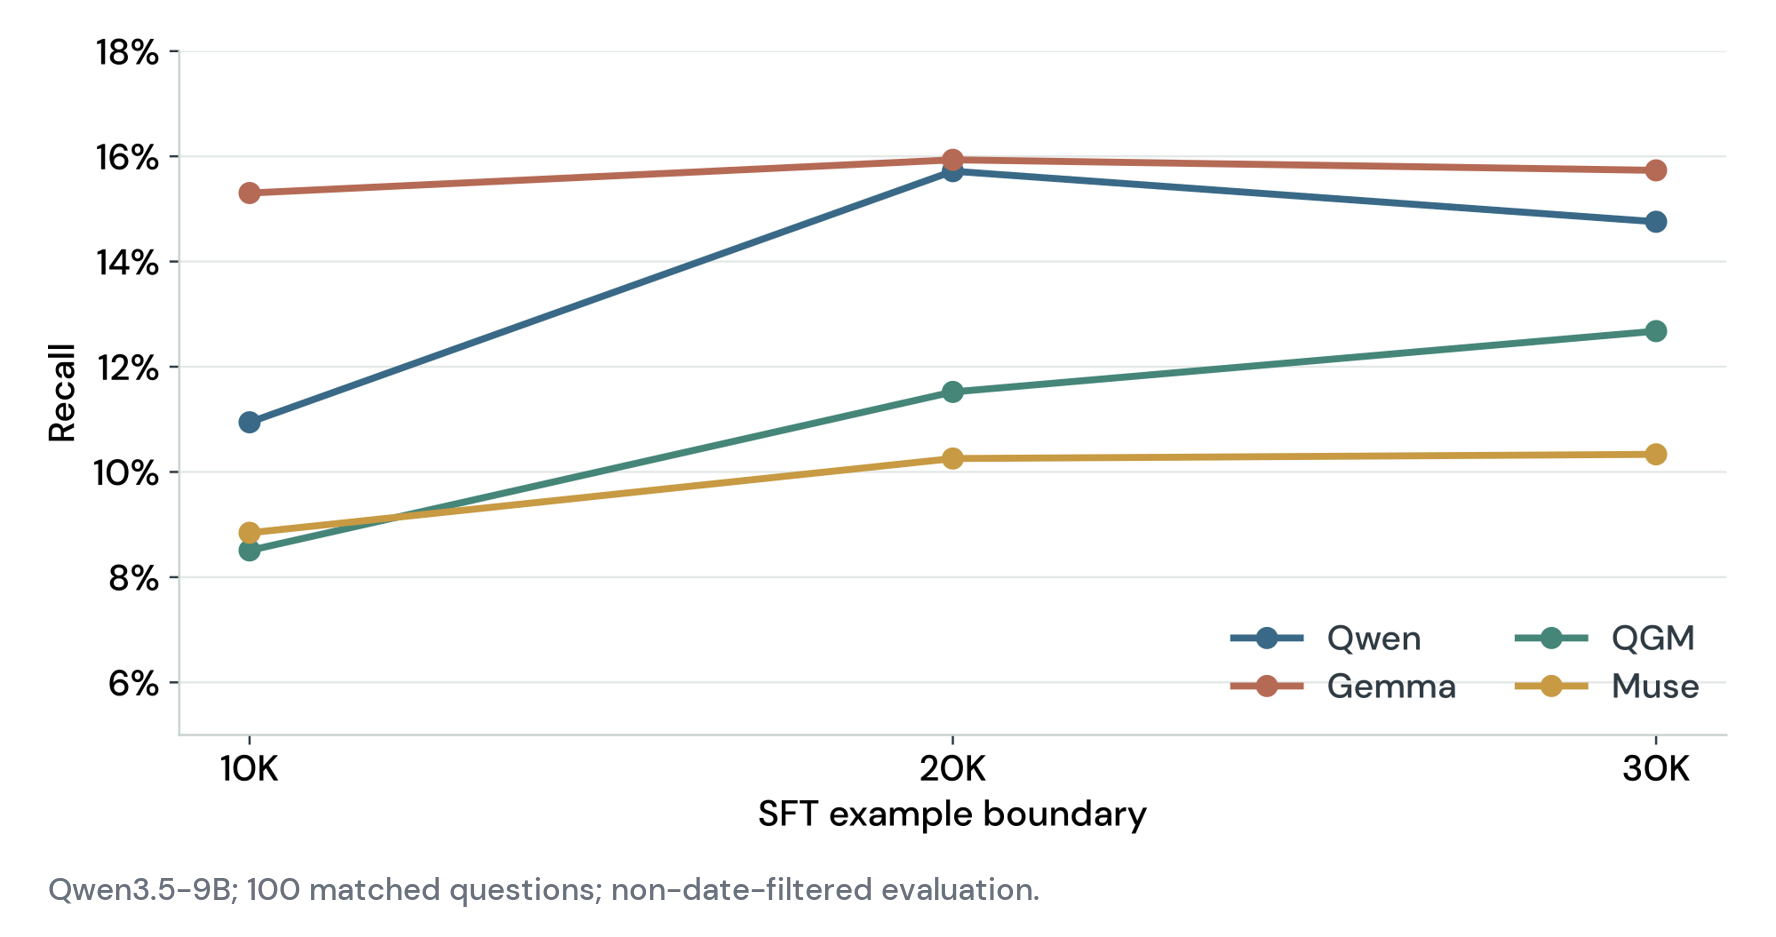 18%
16%
14%
12%
10%
8%
6%
Recall
Qwen
QGM
Gemma
Muse
10K
20K
30K
SFT example boundary
Qwen3.5-9B; 100 matched questions; non-date-filtered evaluation.